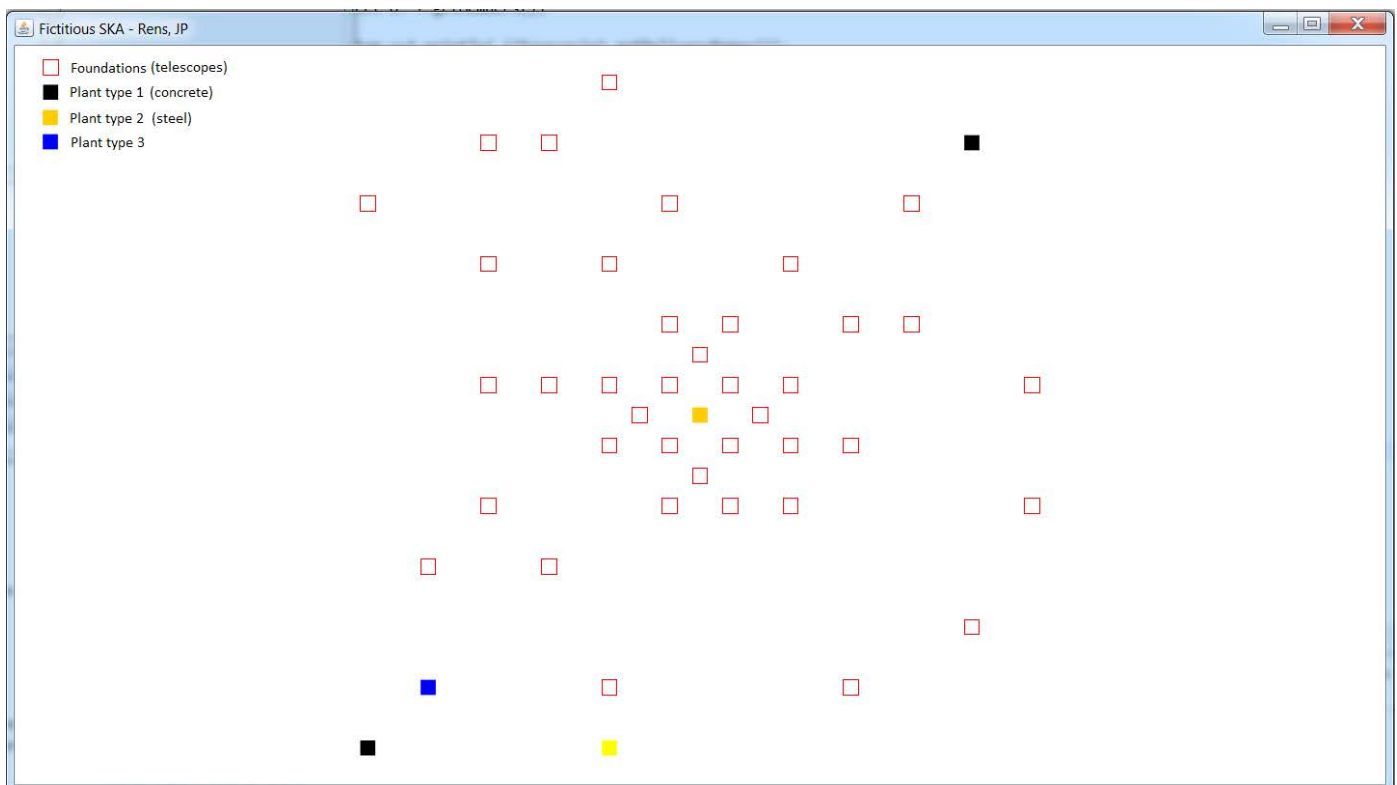 Fictitious SKA - Rens, JP
Foundations (telescopes)
Plant type 1 (concrete)
Plant type 2 (steel)
Plant type 3